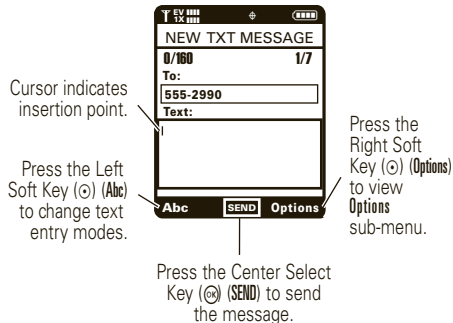 EV
1X
NEW TXT MESSAGE
0/160 1/7
To:
555-2990
Text:
Abc SEND Options
Cursor indicates
insertion point.
Press the Left
Soft Key (•) (Abc)
to change text
entry modes.
Press the
Right Soft
Key (•) (Options)
to view
Options
sub-menu.
Press the Center Select
Key (OK) (SEND) to send
the message.